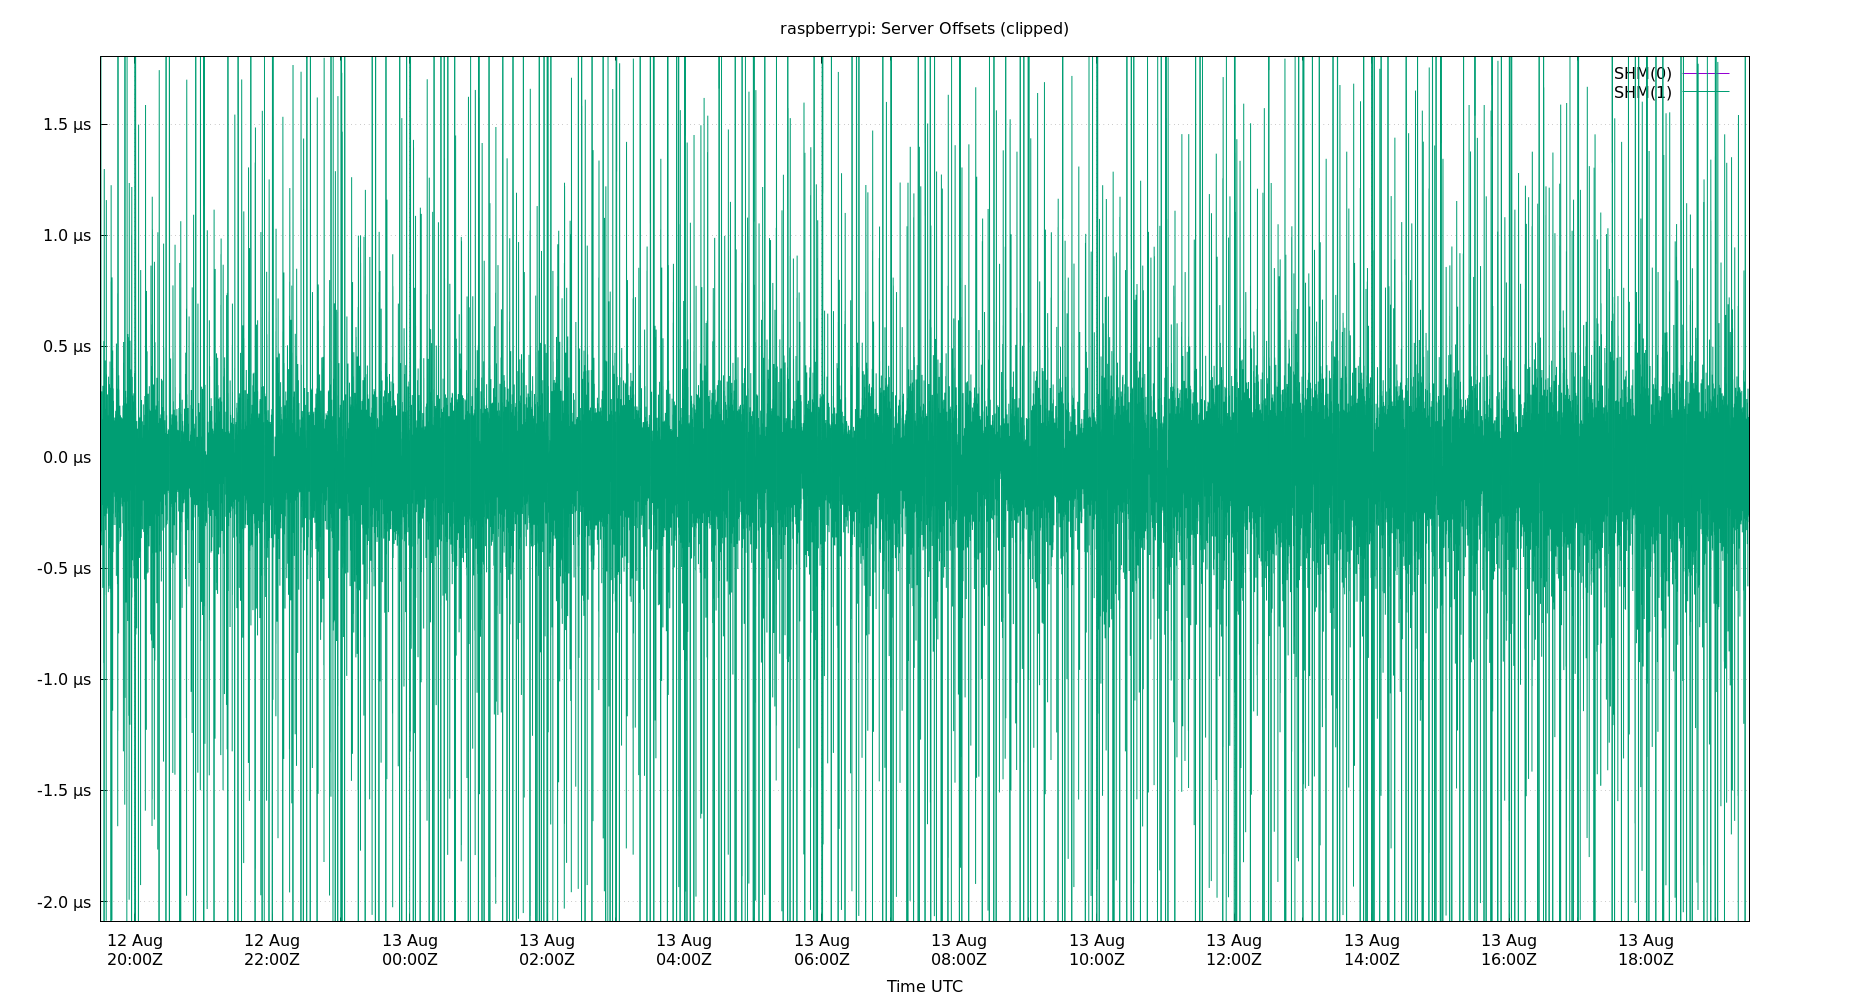 raspberrypi: Server Offsets (clipped)
SHM(0)
SHM(1)
1.5 µs
1.0 µs
0.5 µs
0.0 µs
-0.5 µs
-1.0 µs
-1.5 µs
-2.0 µs
12 Aug 12 Aug 13 Aug 13 Aug 13 Aug 13 Aug 13 Aug 13 Aug 13 Aug 13 Aug 13 Aug 13 Aug
20:00Z 22:00Z 00:00Z 02:00Z 04:00Z 06:00Z 08:00Z 10:00Z 12:00Z 14:00Z 16:00Z 18:00Z
Time UTC